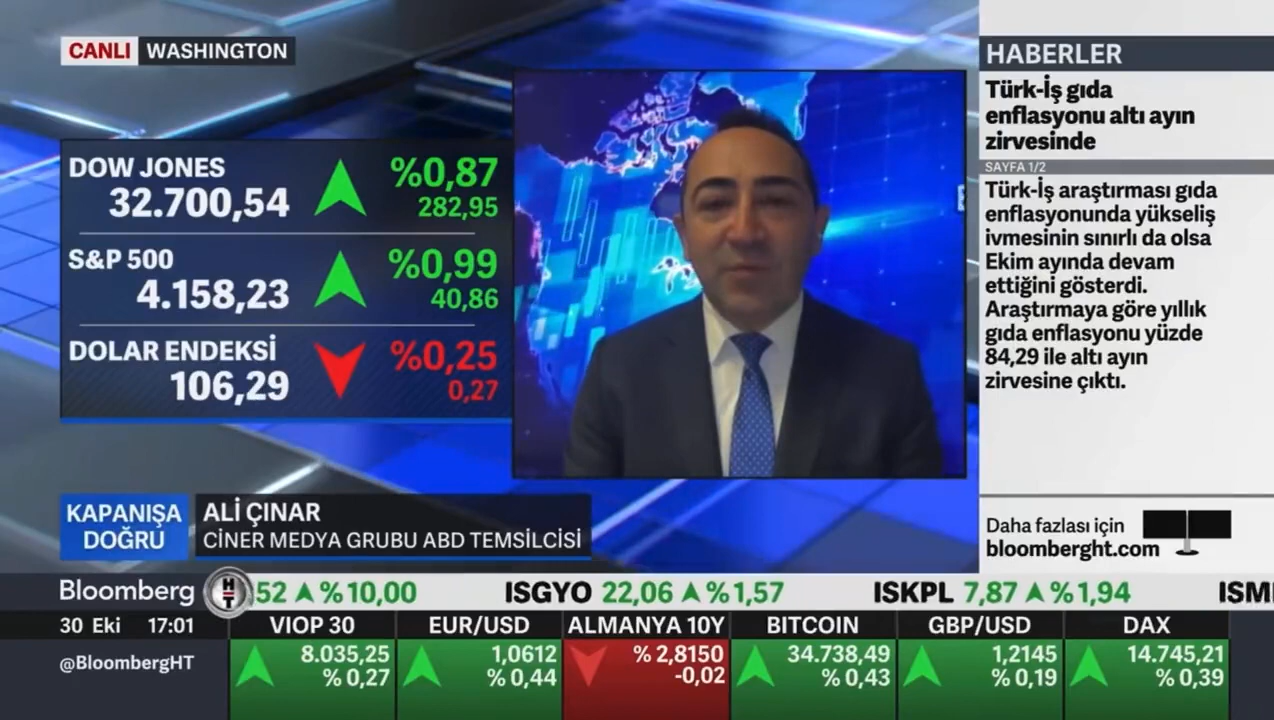 CANLI WASHINGTON
DOW JONES
32.700,54
%0,87
282,95
S&P 500
4.158,23
%0,99
40,86
DOLAR ENDEKSİ
106,29
%0,25
0,27
HABERLER
Türk-İş gıda
enflasyonu altı ayın
zirvesinde
SAYFA 1/2
Türk-İş araştırması gıda
enflasyonunda yükseliş
ivmesinin sınırlı da olsa
Ekim ayında devam
ettiğini gösterdi.
Araştırmaya göre yıllık
gıda enflasyonu yüzde
84,29 ile altı ayın
zirvesine çıktı.
Daha fazlası için
bloomberght.com
KAPANIŞA
DOĞRU
ALİ ÇINAR
CİNER MEDYA GRUBU ABD TEMSİLCİSİ
Bloomberg HT
52 %10,00 ISGYO 22,06 %1,57 ISKPL 7,87 %1,94
30 Eki 17:01
@BloombergHT
VIOP 30
8.035,25
% 0,27
EUR/USD
1,0612
% 0,44
ALMANYA 10Y
% 2,8150
-0,02
BITCOIN
34.738,49
% 0,43
GBP/USD
1,2145
% 0,19
DAX
14.745,21
% 0,39